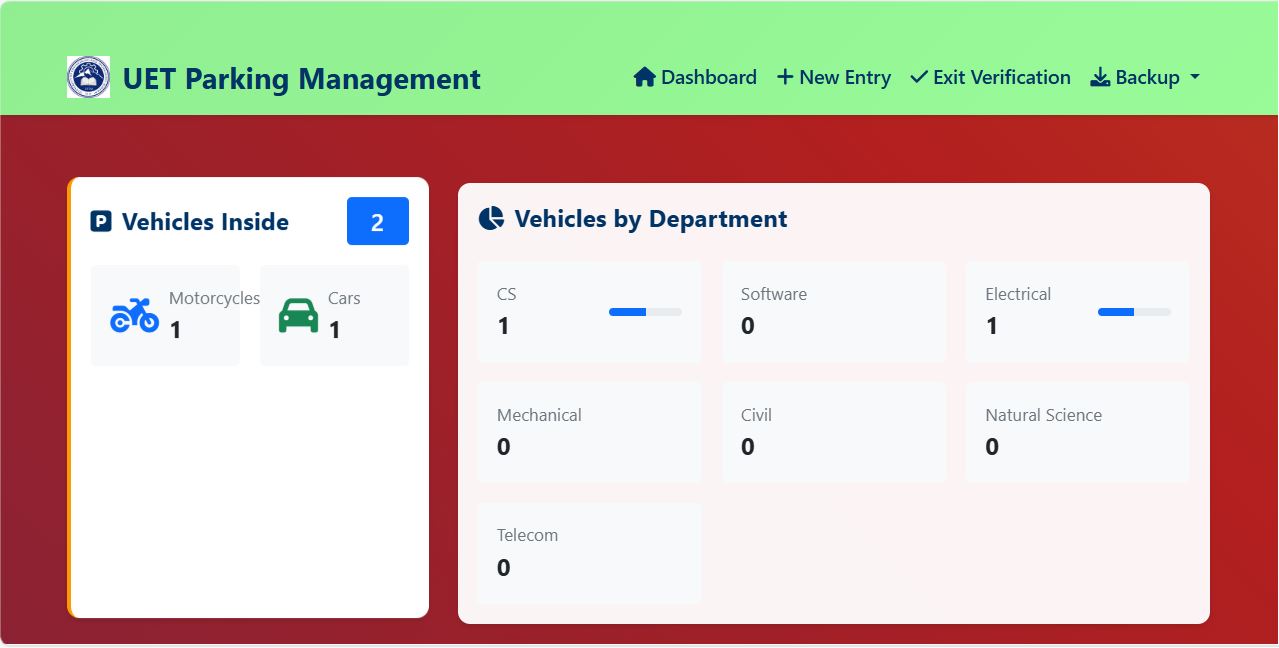 UET Parking Management
Dashboard
New Entry
Exit Verification
Backup
Vehicles Inside
2
Motorcycles
1
Cars
1
Vehicles by Department
CS
1
Software
0
Electrical
1
Mechanical
0
Civil
0
Natural Science
0
Telecom
0